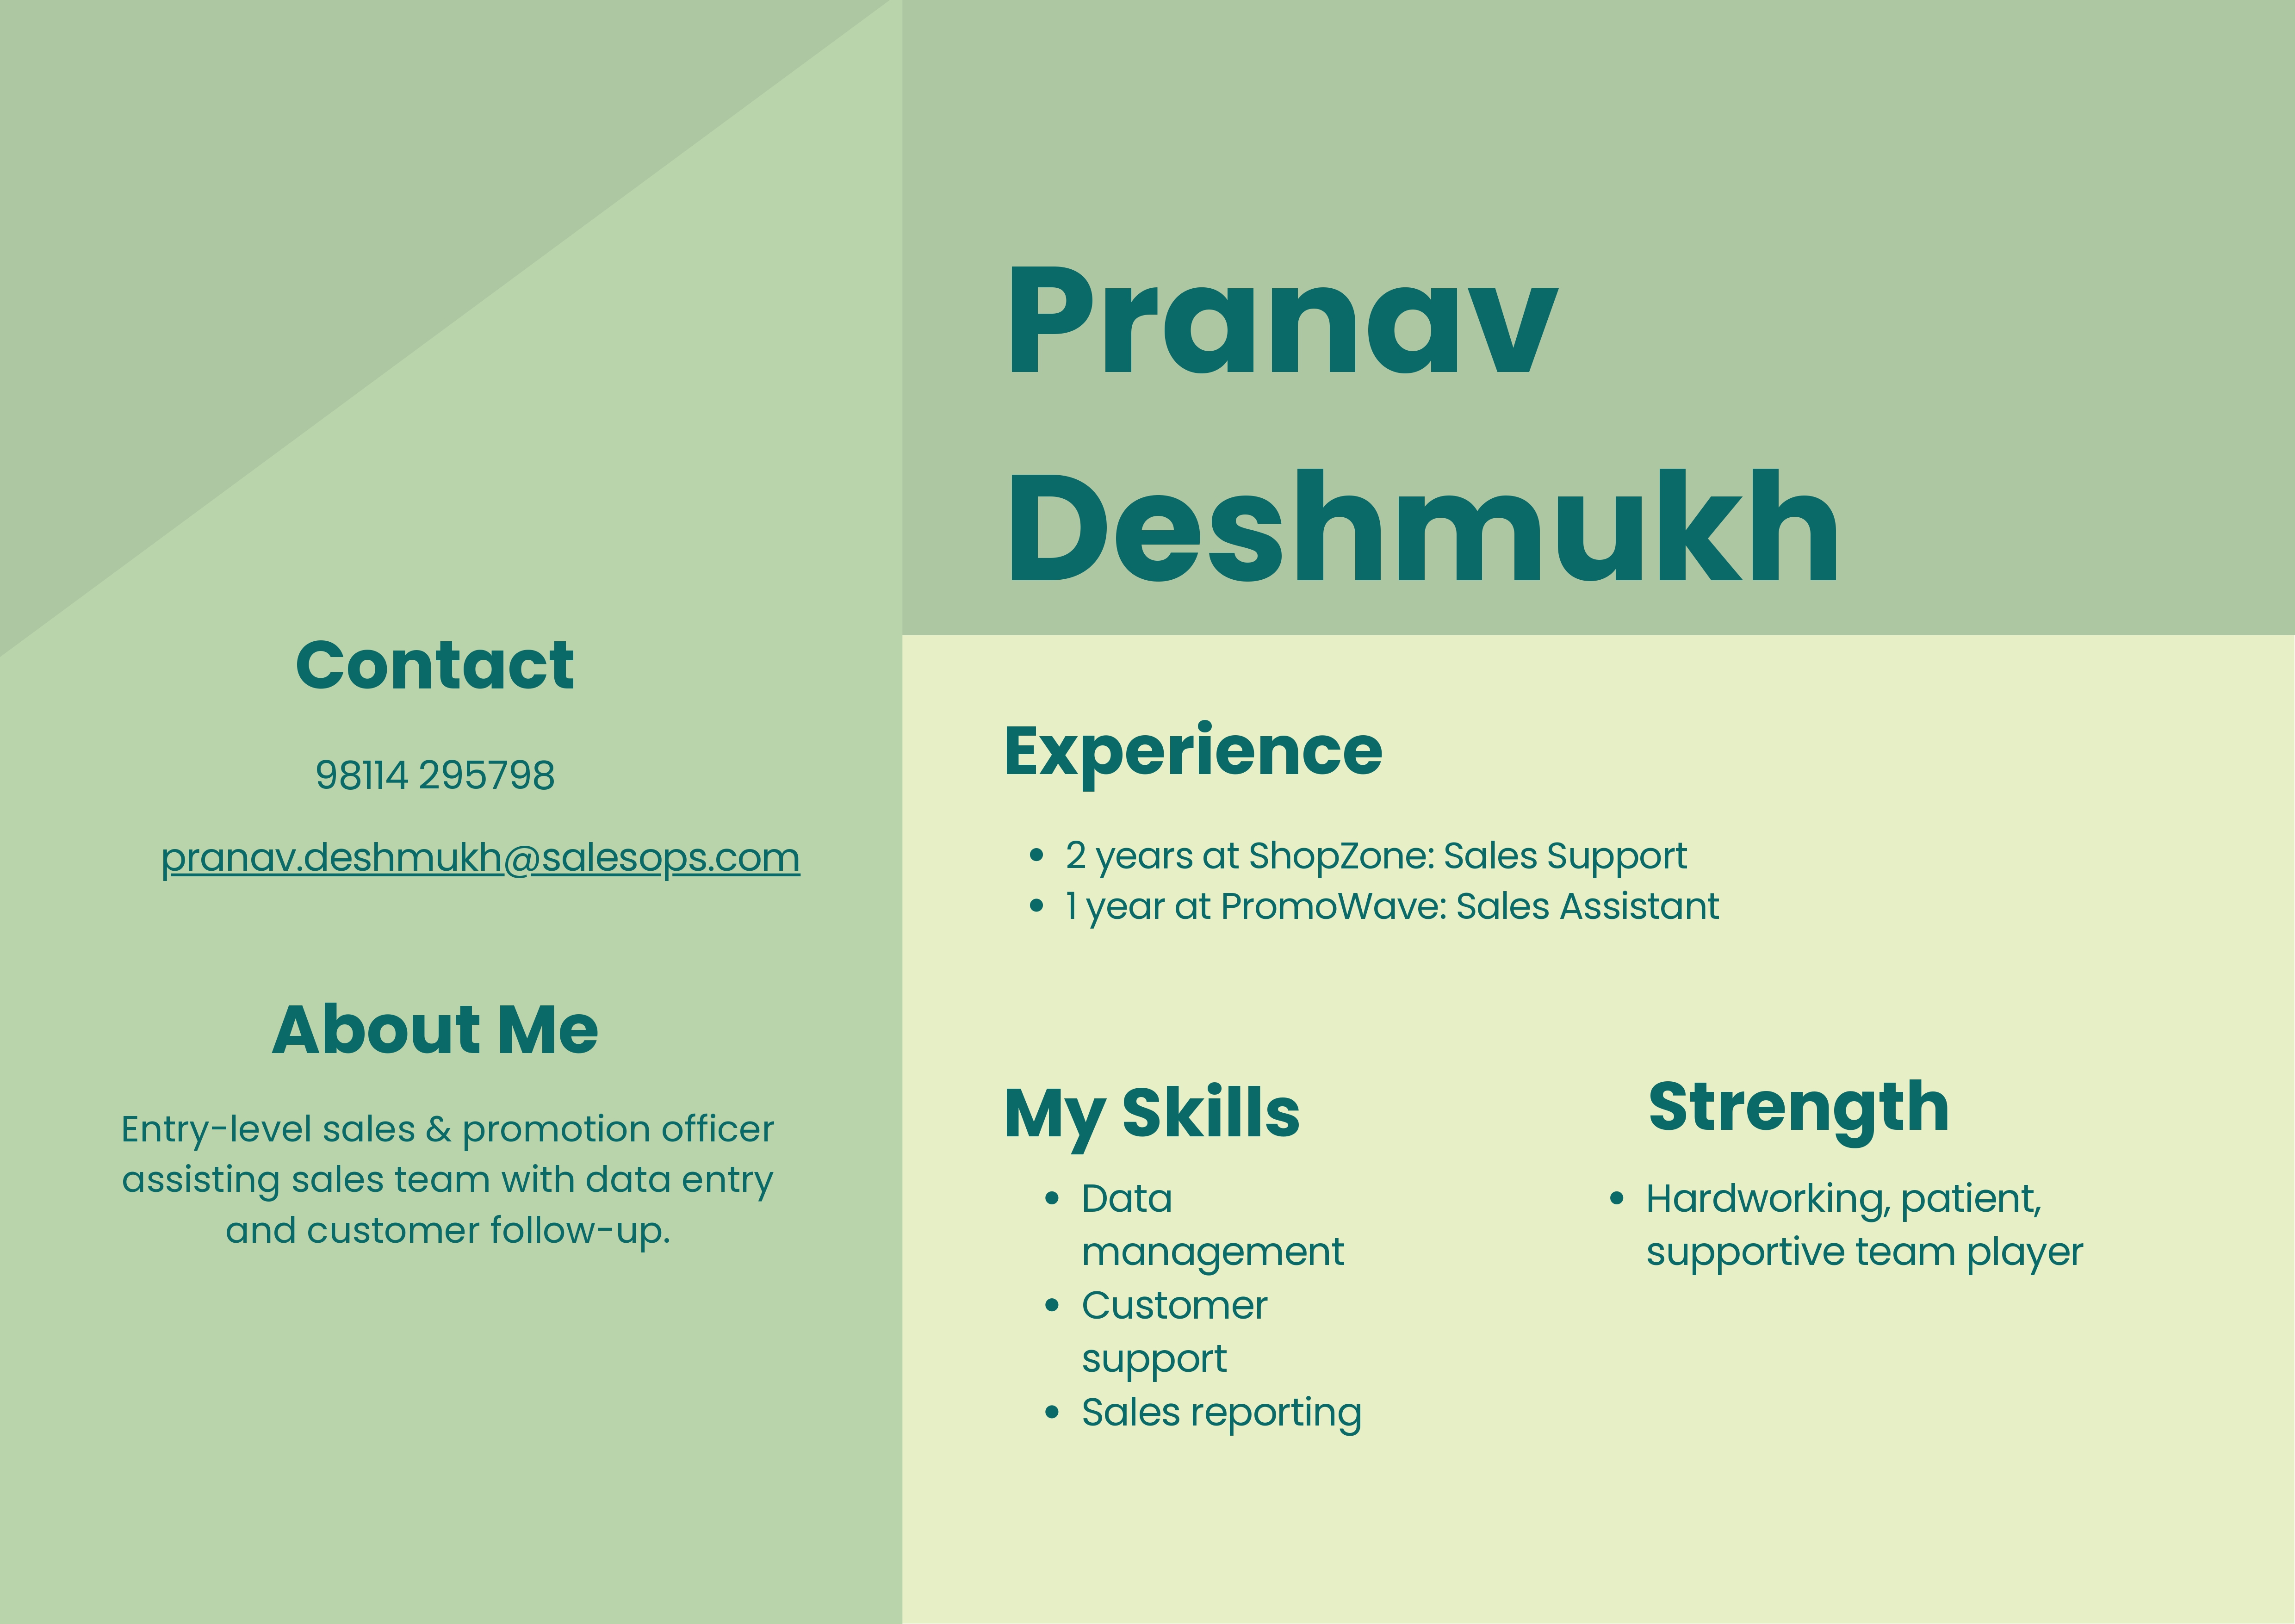 Pranav
Deshmukh
Contact
98114 295798
pranav.deshmukh@salesops.com
About Me
Entry-level sales & promotion officer
assisting sales team with data entry
and customer follow-up.
Experience
• 2 years at ShopZone: Sales Support
• 1 year at PromoWave: Sales Assistant
My Skills
• Data
management
• Customer
support
• Sales reporting
Strength
• Hardworking, patient,
supportive team player